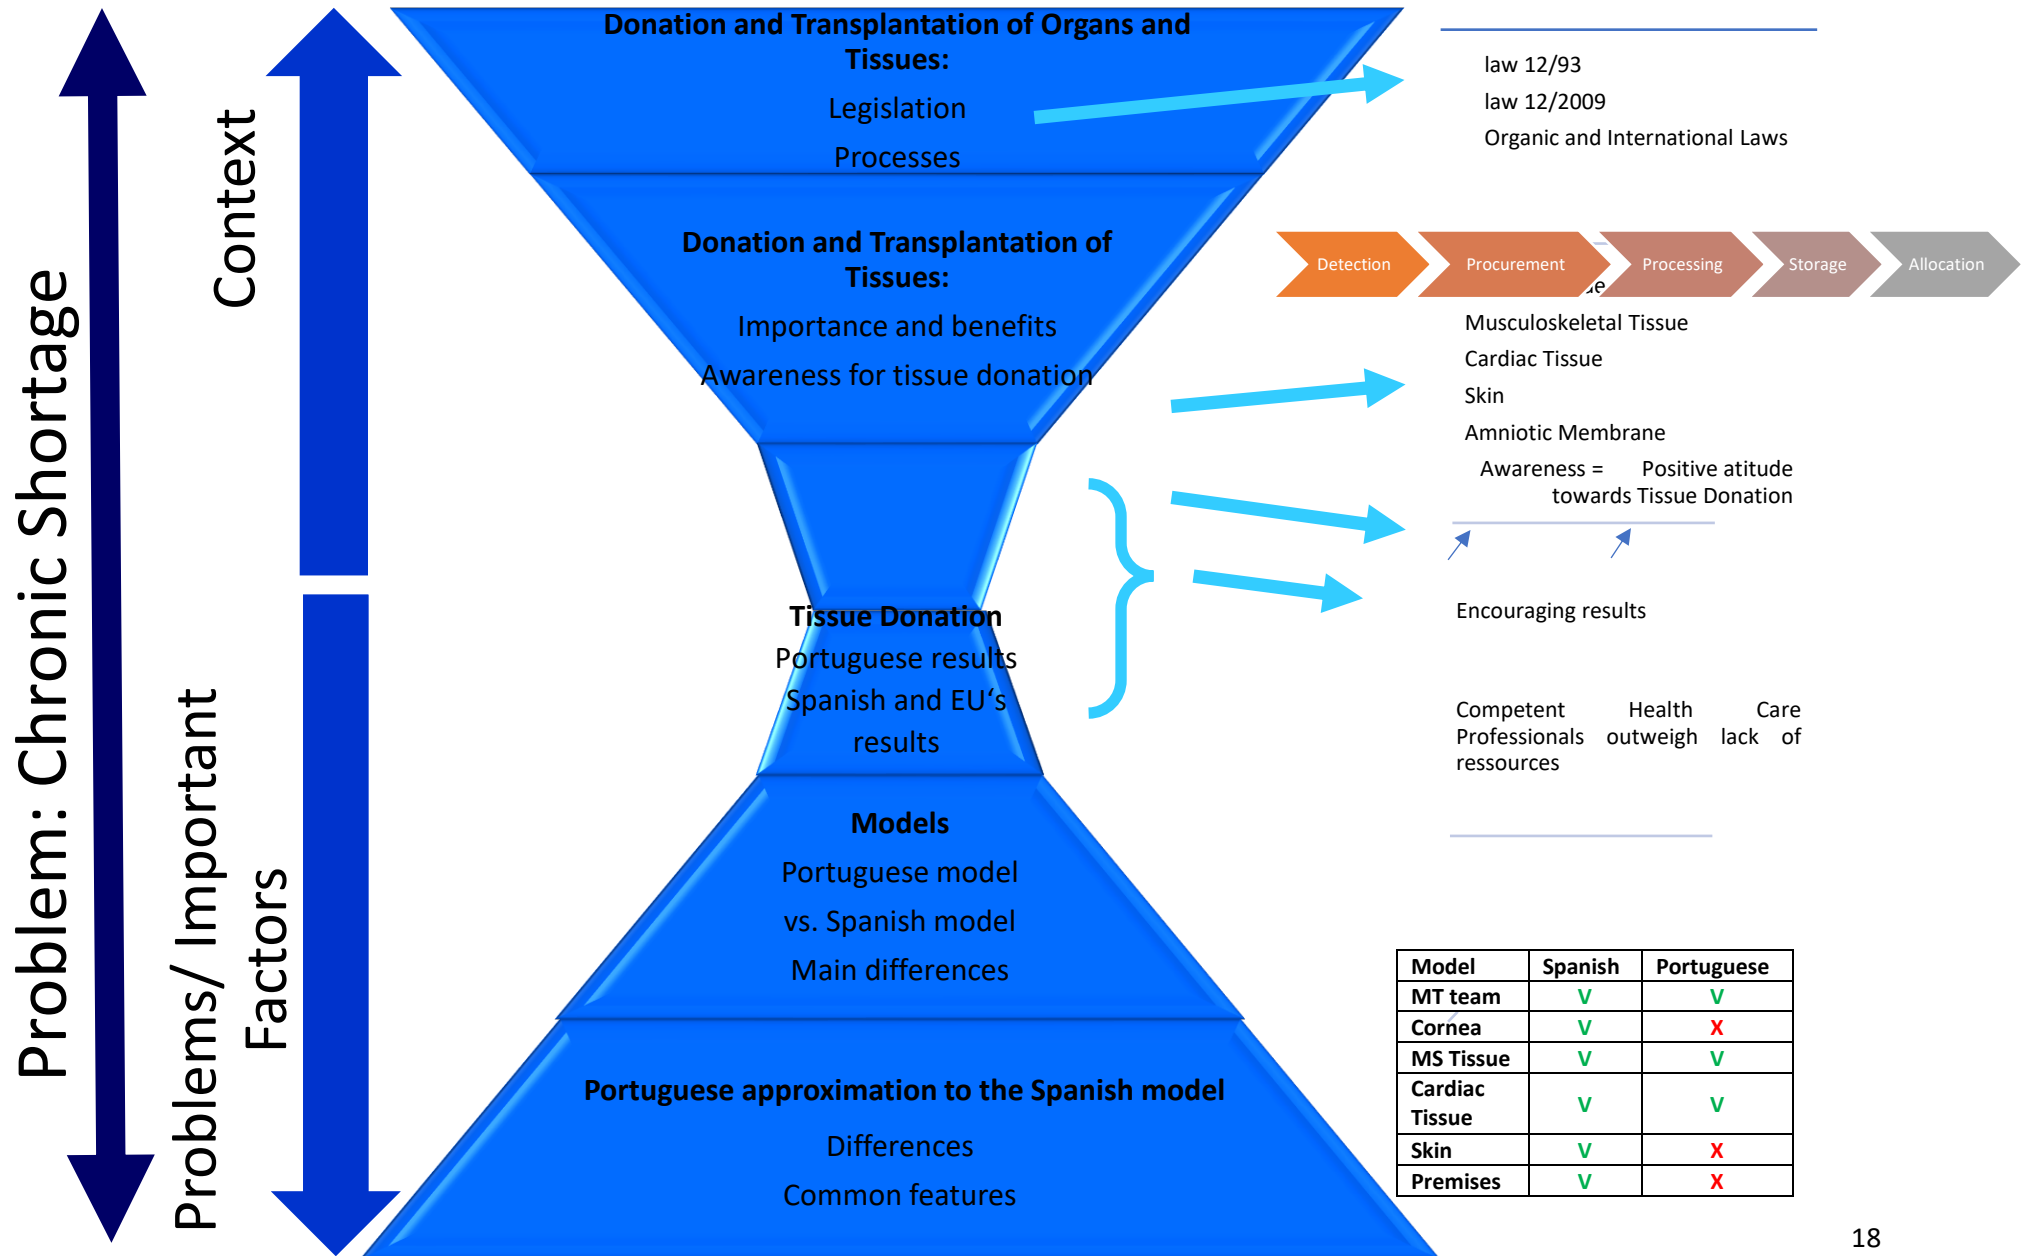 Problem: Chronic Shortage
Context
Problems/ Important
Factors
Donation and Transplantation of Organs and
Tissues:
Legislation
Processes
Donation and Transplantation of
Tissues:
Importance and benefits
Awareness for tissue donation
Tissue Donation
Portuguese results
Spanish and EU‘s
results
Models
Portuguese model
vs. Spanish model
Main differences
Portuguese approximation to the Spanish model
Differences
Common features
law 12/93
law 12/2009
Organic and International Laws
Detection Procurement Processing Storage Allocation
Musculoskeletal Tissue
Cardiac Tissue
Skin
Amniotic Membrane
Awareness = Positive atitude
towards Tissue Donation
Encouraging results
Competent Health Care
Professionals outweigh lack of
ressources
Model Spanish Portuguese
MT team V V
Cornea V X
MS Tissue V V
Cardiac
Tissue V V
Skin V X
Premises V X
18